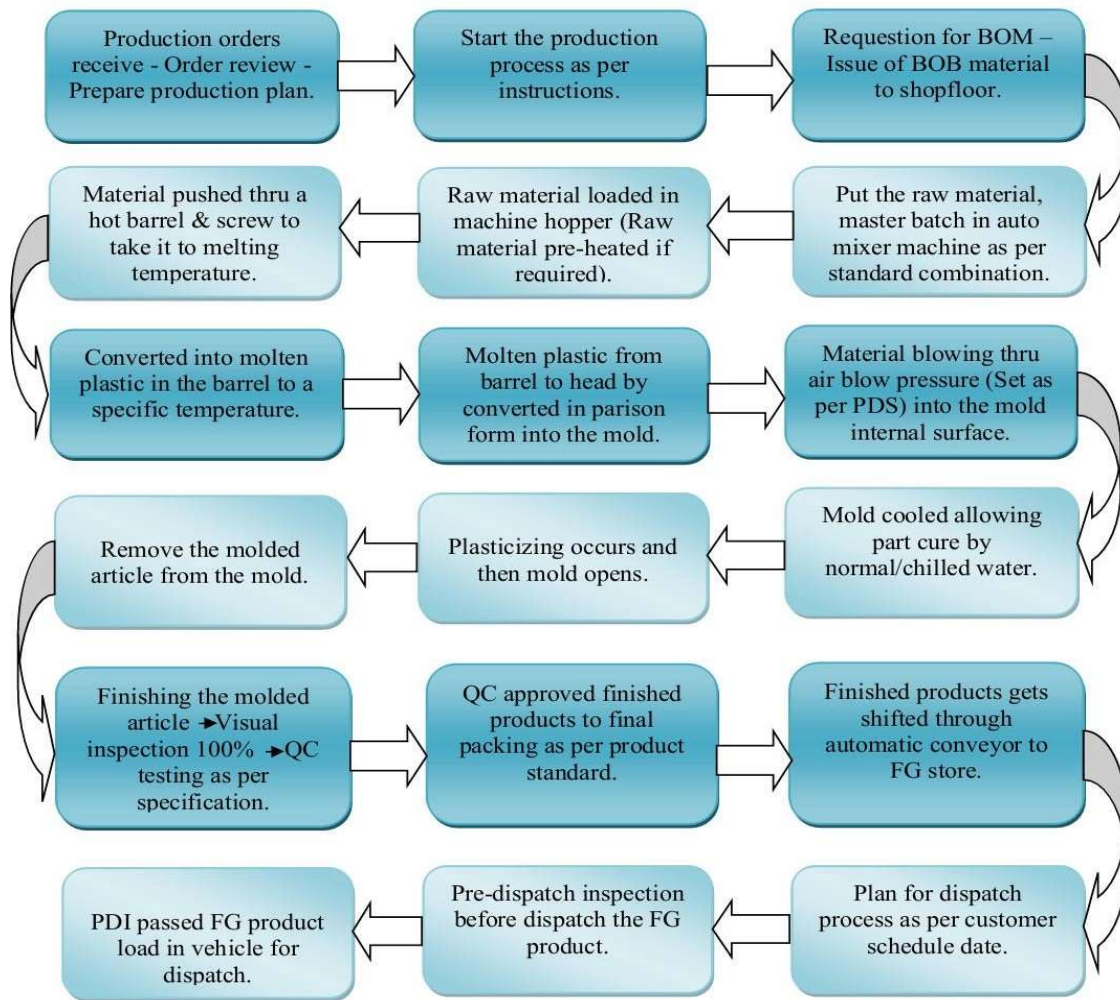 Production orders
receive - Order review -
Prepare production plan.
Start the production
process as per
instructions.
Requestion for BOM –
Issue of BOB material
to shopfloor.
Put the raw material,
master batch in auto
mixer machine as per
standard combination.
Raw material loaded in
machine hopper (Raw
material pre-heated if
required).
Material pushed thru a
hot barrel & screw to
take it to melting
temperature.
Converted into molten
plastic in the barrel to a
specific temperature.
Molten plastic from
barrel to head by
converted in parison
form into the mold.
Material blowing thru
air blow pressure (Set as
per PDS) into the mold
internal surface.
Mold cooled allowing
part cure by
normal/chilled water.
Plasticizing occurs and
then mold opens.
Remove the molded
article from the mold.
Finishing the molded
article →Visual
inspection 100% →QC
testing as per
specification.
QC approved finished
products to final
packing as per product
standard.
Finished products gets
shifted through
automatic conveyor to
FG store.
Plan for dispatch
process as per customer
schedule date.
Pre-dispatch inspection
before dispatch the FG
product.
PDI passed FG product
load in vehicle for
dispatch.